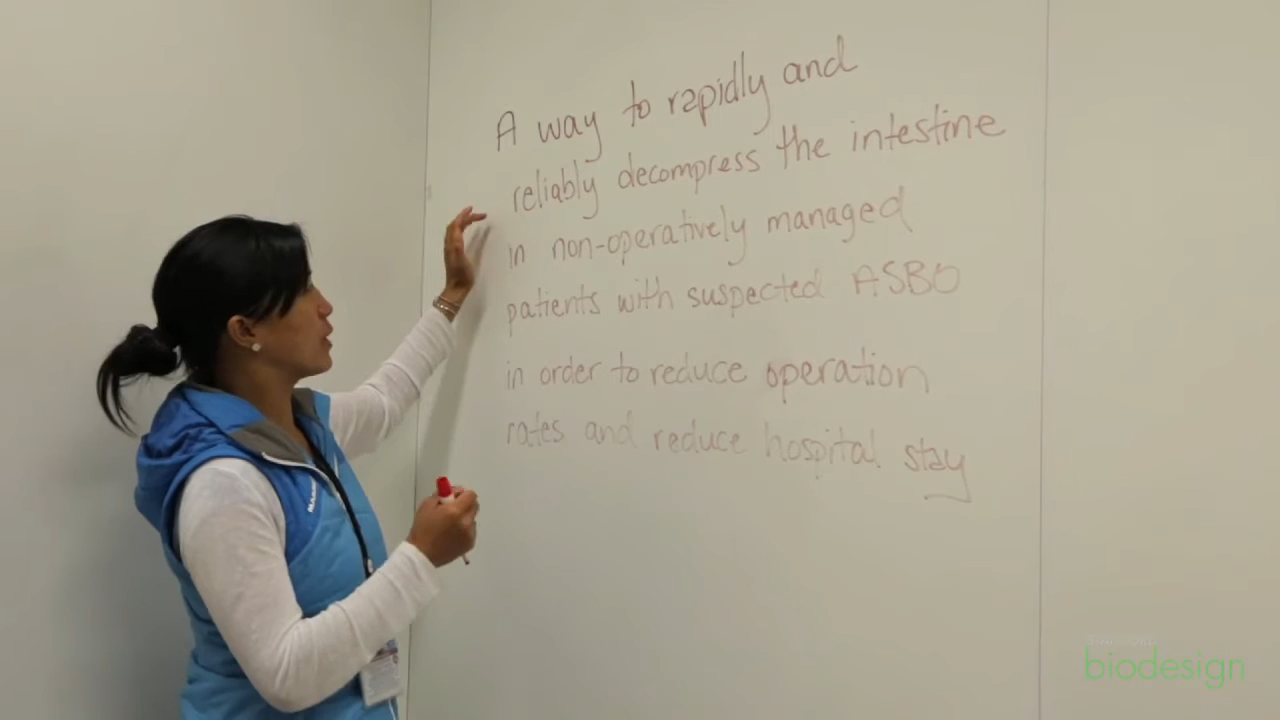 A way to rapidly and
reliably decompress the intestine
in non-operatively managed
patients with suspected ASBO
in order to reduce operation
rates and reduce hospital stay
STANFORD
biodesign